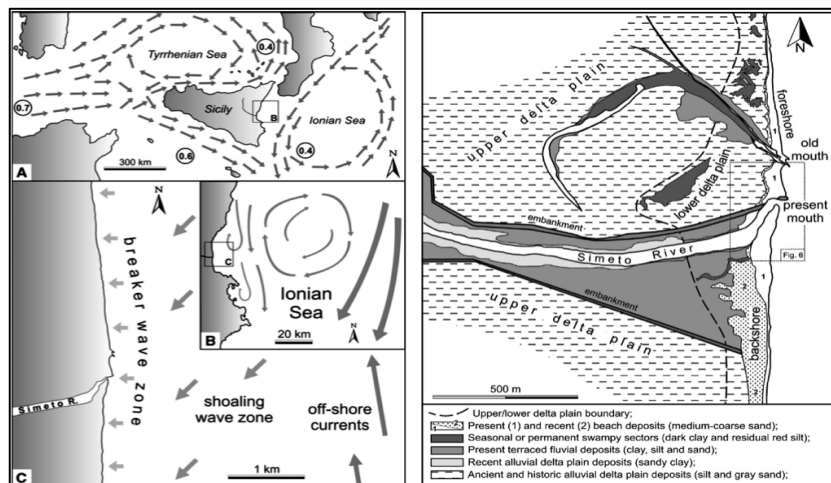 Tyrrhenian Sea
0.4
0.7
Sicily
B
Ionian Sea
0.6
0.4
300 km
N
A
N
breaker wave zone
N
C
Ionian
Sea
B
20 km
N
shoaling
wave zone
off-shore
currents
Simeto R.
C
1 km
N
upper delta plain
foreshore
1
old
mouth
lower delta plain
1
present
mouth
embankment
Simeto River
Fig. 6
2
1
embankment
backshore
upper delta plain
500 m
2
Upper/lower delta plain boundary;
Present (1) and recent (2) beach deposits (medium-coarse sand);
Seasonal or permanent swampy sectors (dark clay and residual red silt);
Present terraced fluvial deposits (clay, silt and sand);
Recent alluvial delta plain deposits (sandy clay);
Ancient and historic alluvial delta plain deposits (silt and gray sand);